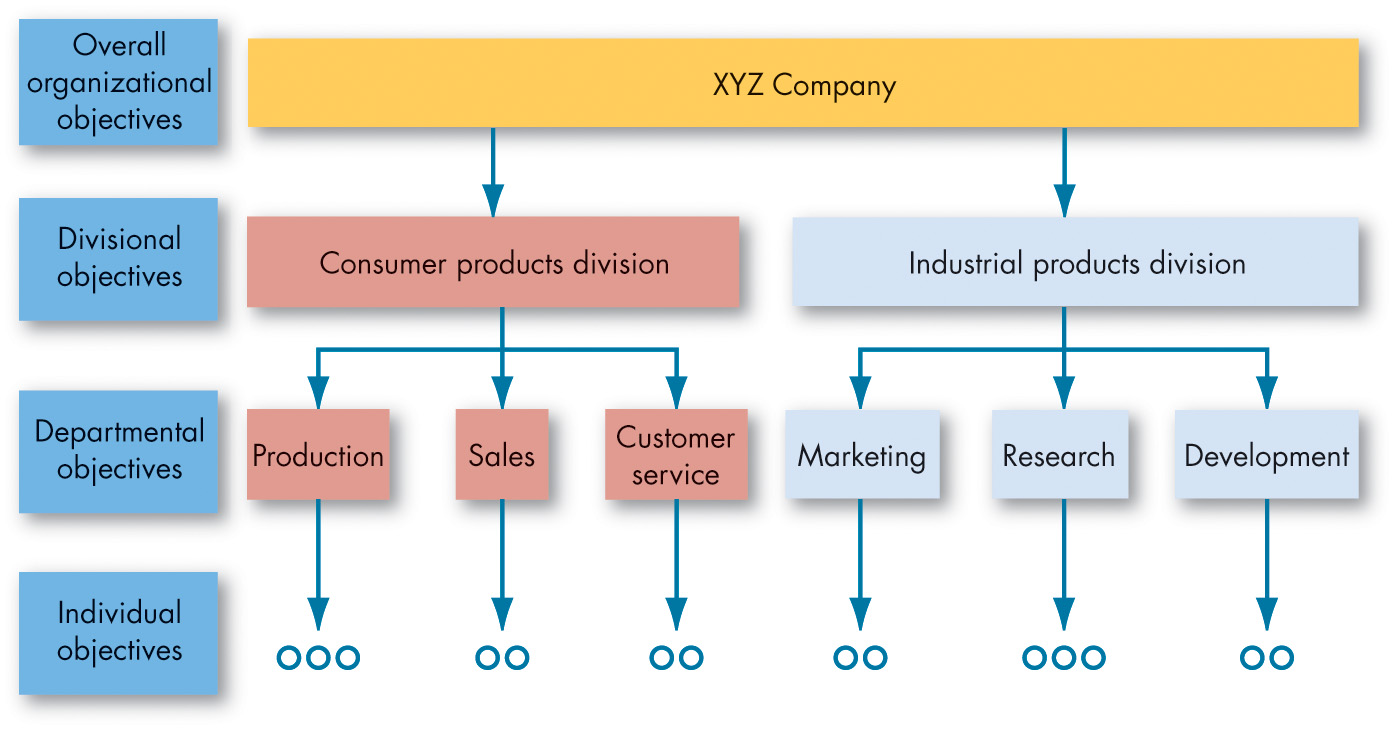 Overall
organizational
objectives
XYZ Company
Divisional
objectives
Consumer products division
Industrial products division
Departmental
objectives
Production
Sales
Customer
service
Marketing
Research
Development
Individual
objectives